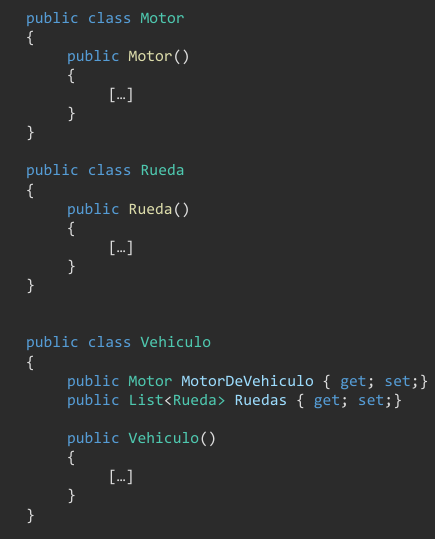 public class Motor
{
public Motor()
{
[…]
}
}
public class Rueda
{
public Rueda()
{
[…]
}
}
public class Vehiculo
{
public Motor MotorDeVehiculo { get; set;}
public List<Rueda> Ruedas { get; set;}
public Vehiculo()
{
[…]
}
}